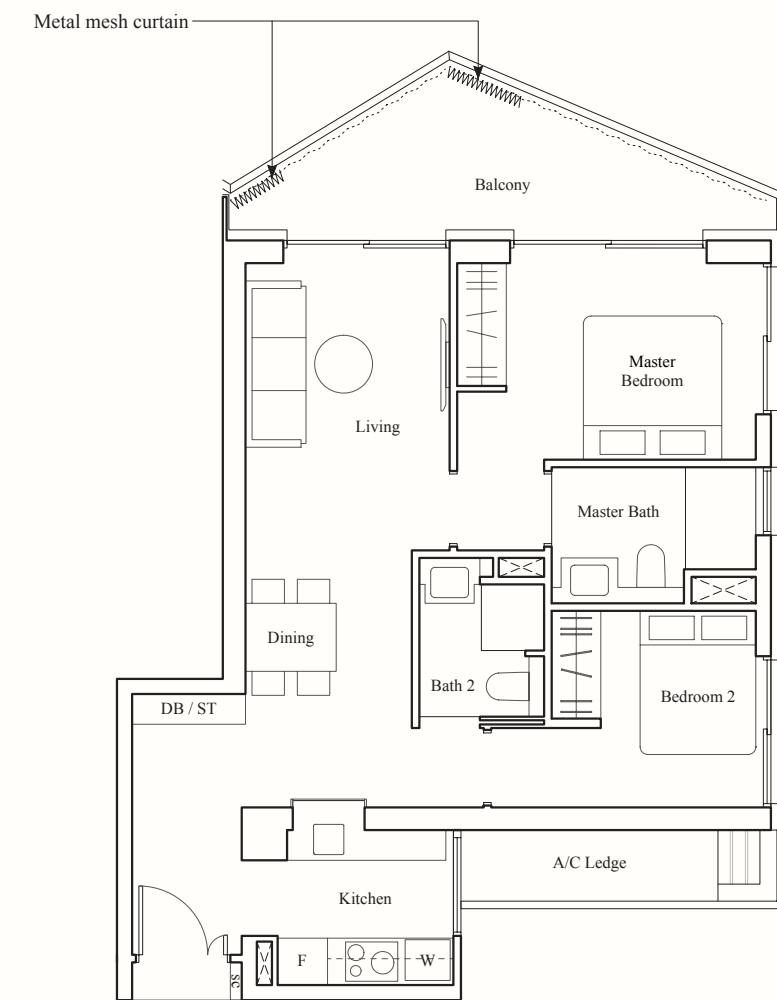 Metal mesh curtain
Balcony
Master
Bedroom
Living
Master Bath
Dining
Bath 2
Bedroom 2
DB / ST
A/C Ledge
Kitchen
F
W
SC